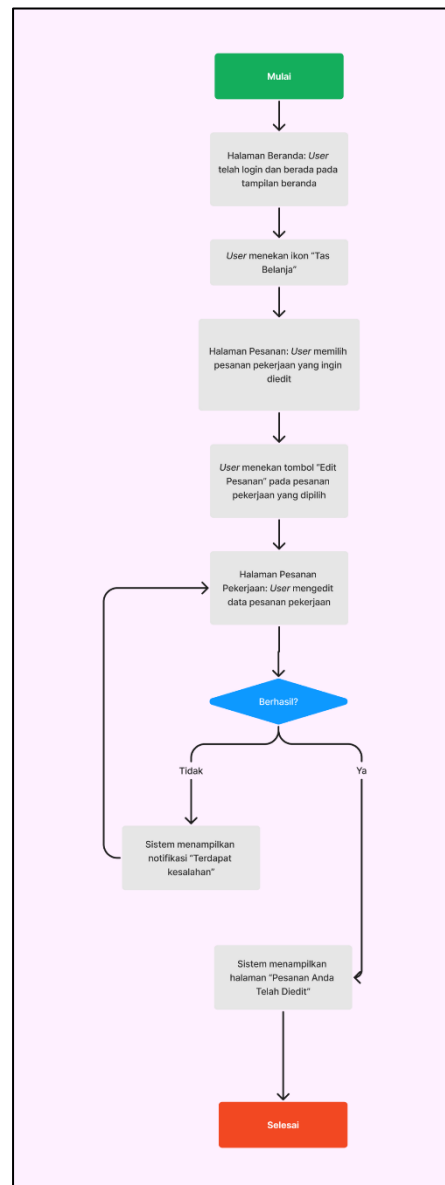 Mulai
Halaman Beranda: User
telah login dan berada pada
tampilan beranda
User menekan ikon "Tas
Belanja"
Halaman Pesanan: User memilih
pesanan pekerjaan yang ingin
diedit
User menekan tombol "Edit
Pesanan" pada pesanan
pekerjaan yang dipilih
Halaman Pesanan
Pekerjaan: User mengedit
data pesanan pekerjaan
Berhasil?
Tidak
Ya
Sistem menampilkan
notifikasi "Terdapat
kesalahan"
Sistem menampilkan
halaman "Pesanan Anda
Telah Diedit"
Selesai